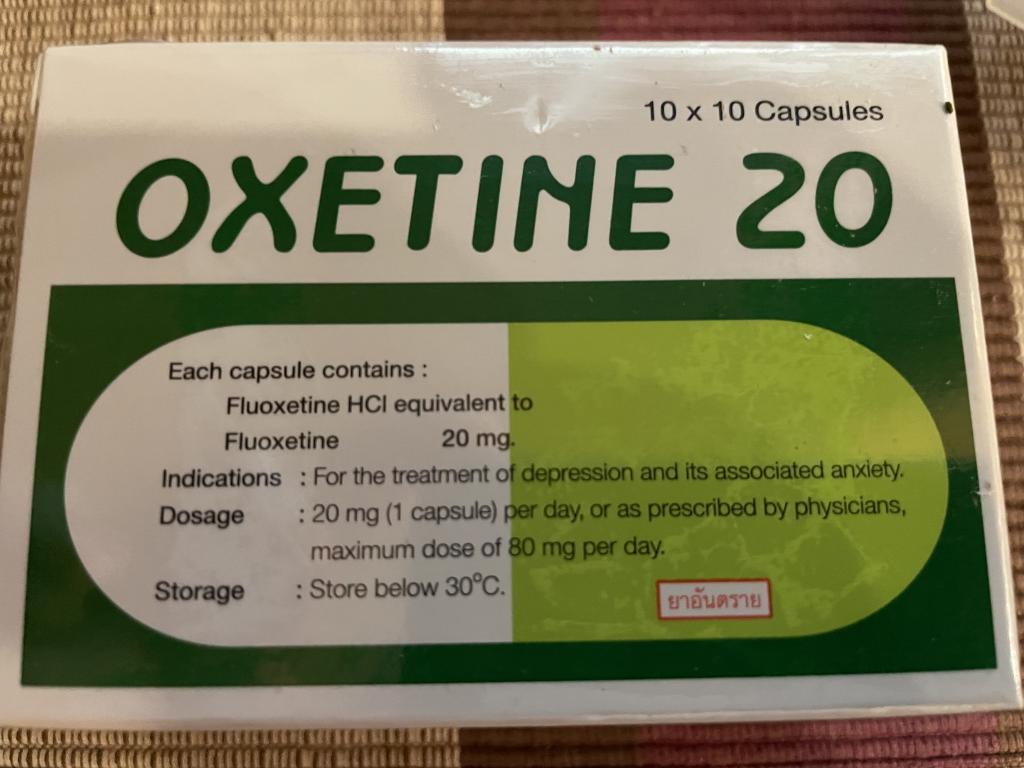 10 x 10 Capsules
OXETINE 20
Each capsule contains :
Fluoxetine HCl equivalent to
Fluoxetine 20 mg.
Indications : For the treatment of depression and its associated anxiety.
Dosage : 20 mg (1 capsule) per day, or as prescribed by physicians,
maximum dose of 80 mg per day.
Storage : Store below 30°C.
ยาอันตราย